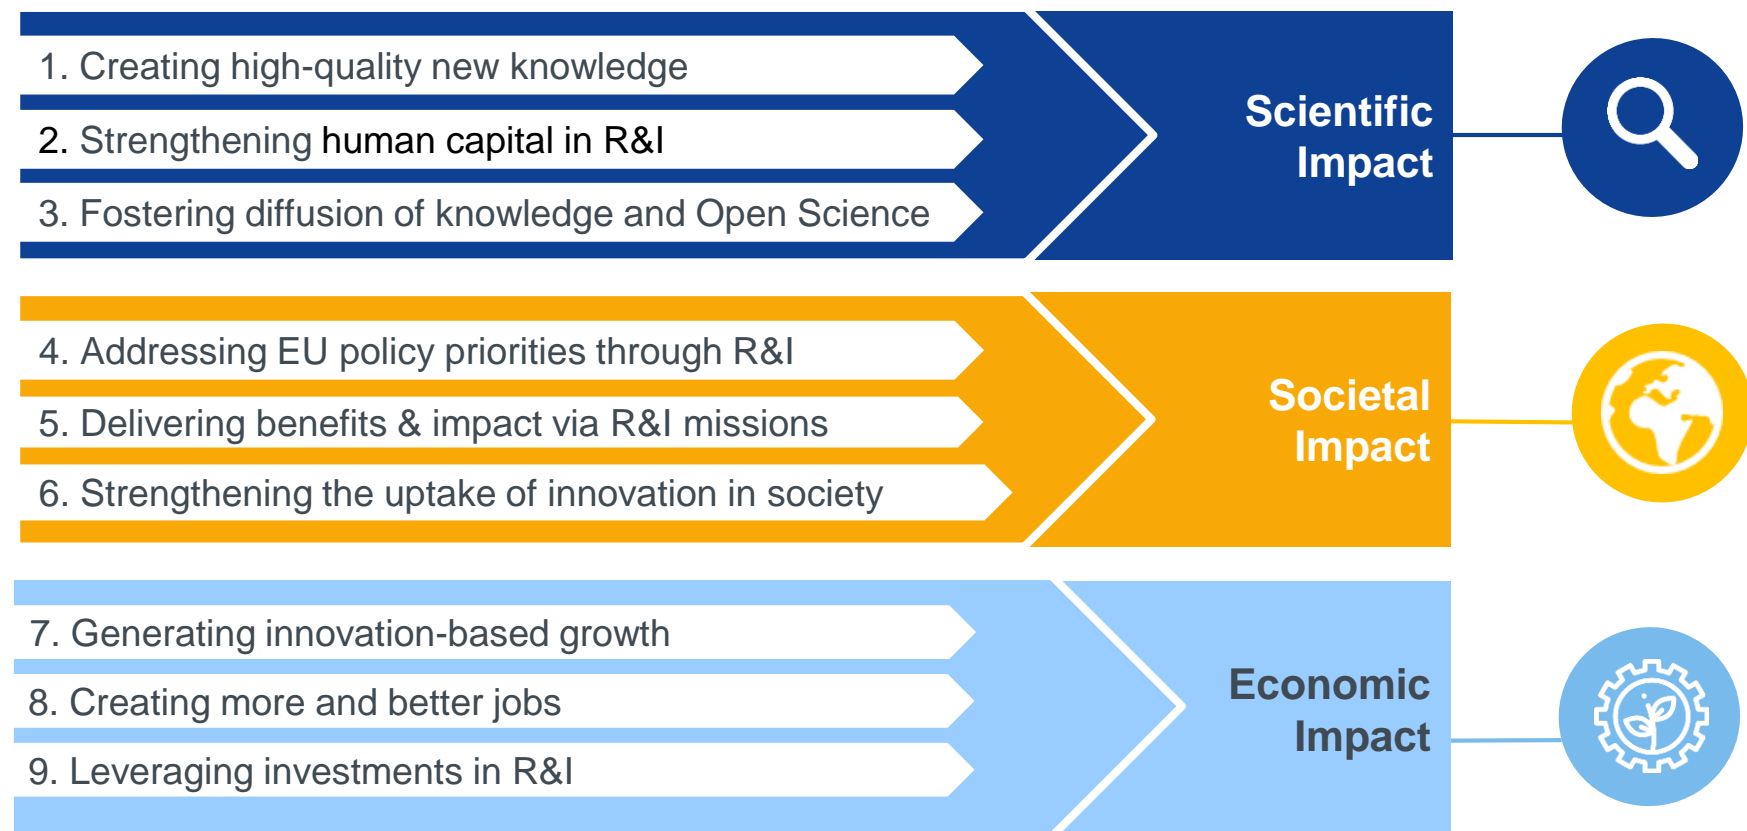 1. Creating high-quality new knowledge
2. Strengthening human capital in R&I
3. Fostering diffusion of knowledge and Open Science
Scientific
Impact
4. Addressing EU policy priorities through R&I
5. Delivering benefits & impact via R&I missions
6. Strengthening the uptake of innovation in society
Societal
Impact
7. Generating innovation-based growth
8. Creating more and better jobs
9. Leveraging investments in R&I
Economic
Impact